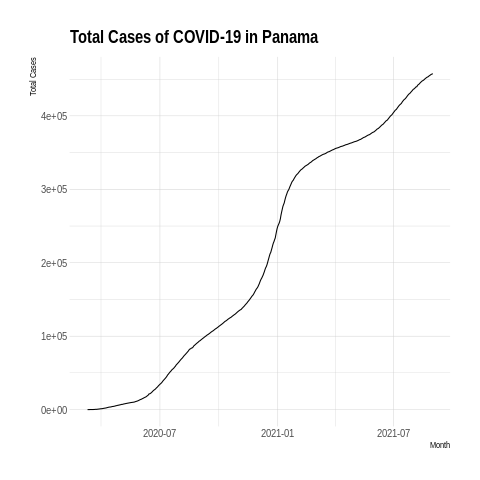 Total Cases of COVID-19 in Panama
Total Cases
4e+05
3e+05
2e+05
1e+05
0e+00
2020-07 2021-01 2021-07
Month